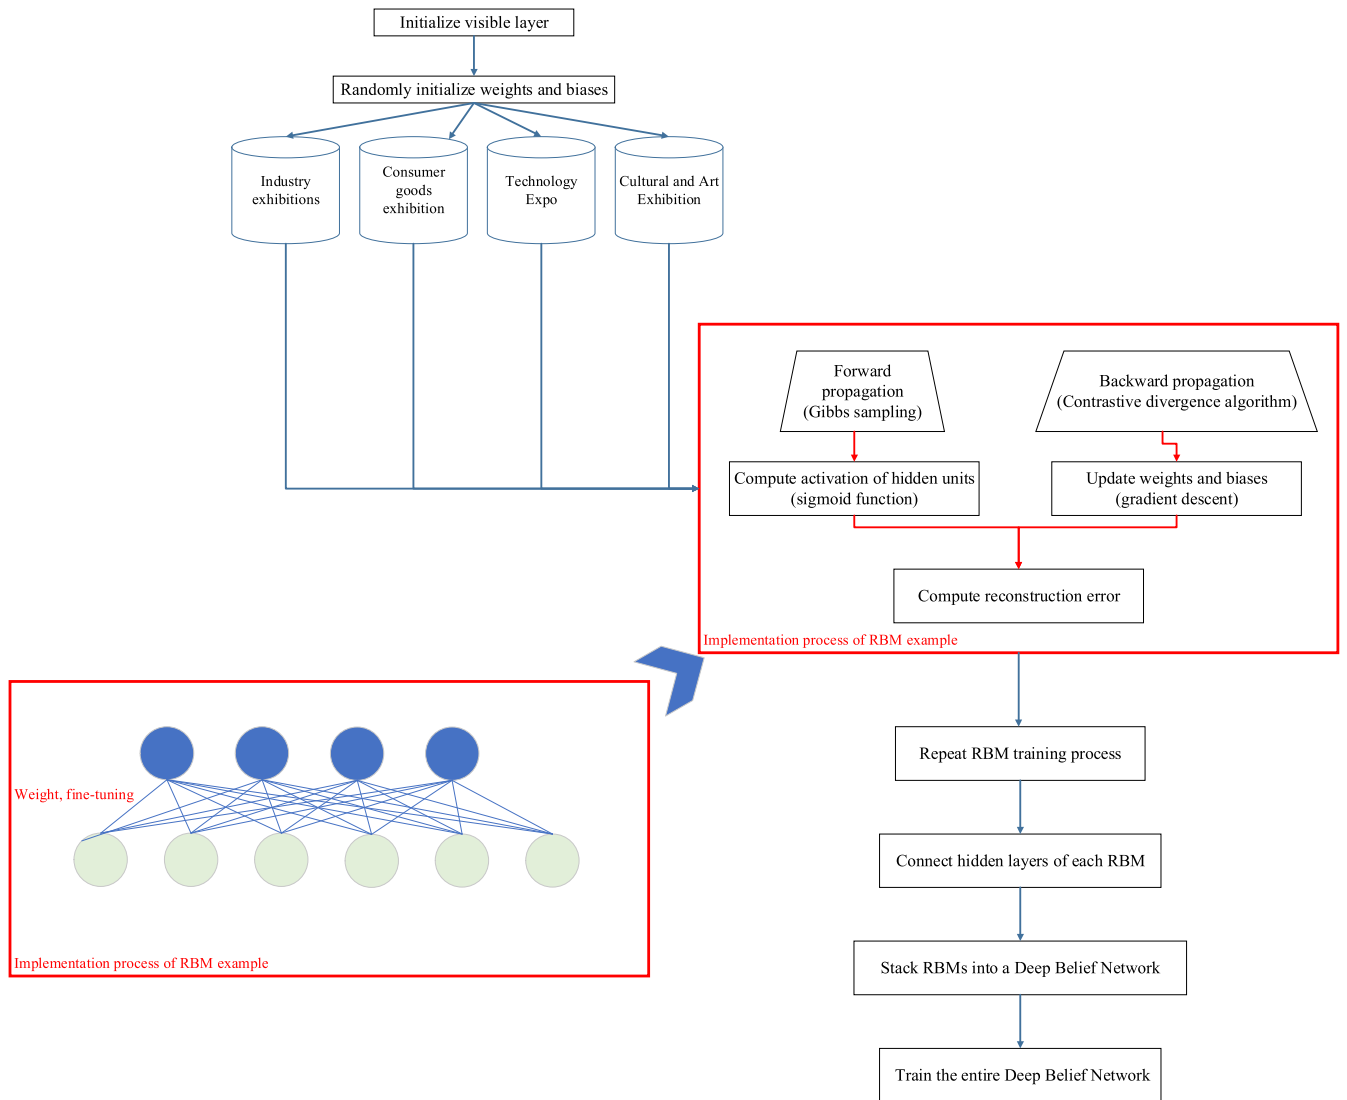 Initialize visible layer
Randomly initialize weights and biases
Industry
exhibitions
Consumer
goods
exhibition
Technology
Expo
Cultural and Art
Exhibition
Forward
propagation
(Gibbs sampling)
Backward propagation
(Contrastive divergence algorithm)
Compute activation of hidden units
(sigmoid function)
Update weights and biases
(gradient descent)
Compute reconstruction error
Implementation process of RBM example
Weight, fine-tuning
Implementation process of RBM example
Repeat RBM training process
Connect hidden layers of each RBM
Stack RBMs into a Deep Belief Network
Train the entire Deep Belief Network